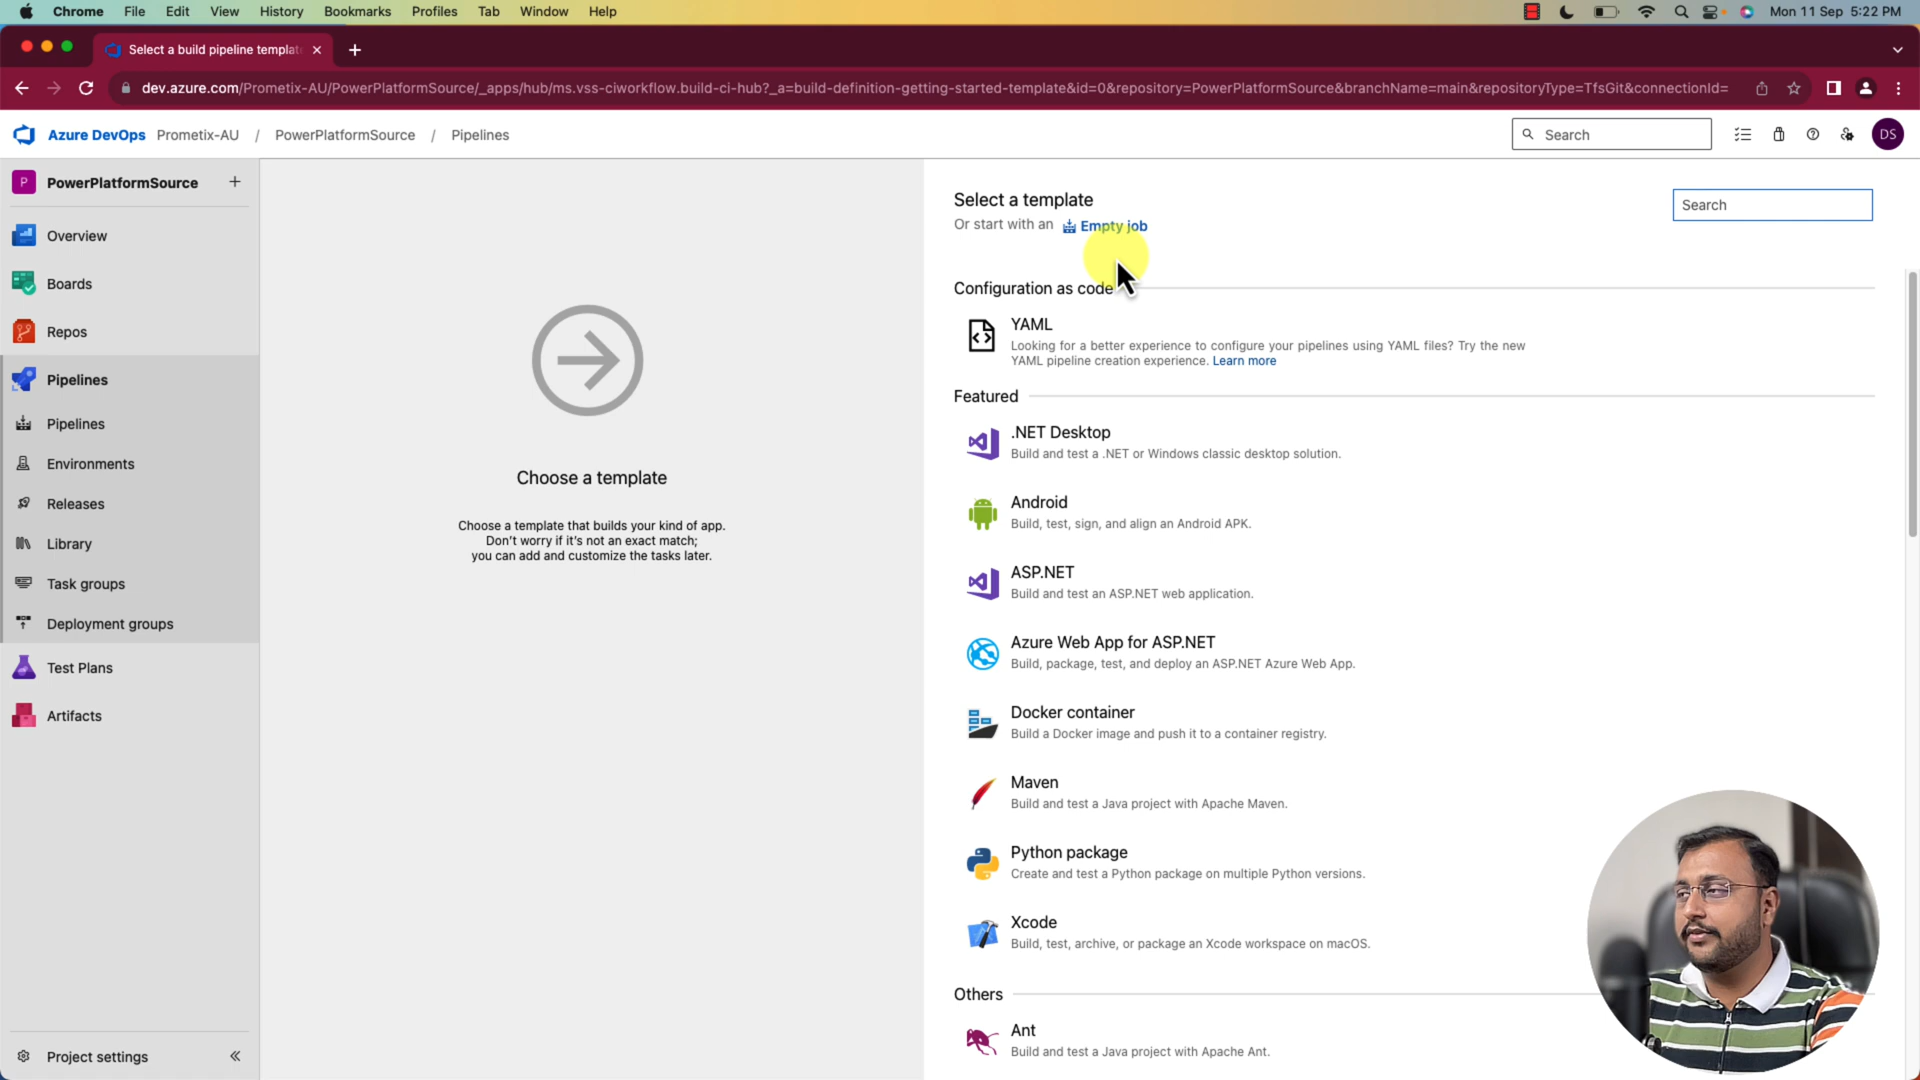 Chrome File Edit View History Bookmarks Profiles Tab Window Help
Mon 11 Sep 5:22 PM
Select a build pipeline templat
dev.azure.com/Prometix-AU/PowerPlatformSource/_apps/hub/ms.vss-ciworkflow.build-ci-hub?_a=build-definition-getting-started-template&id=0&repository=PowerPlatformSource&branchName=main&repositoryType=TfsGit&connectionId=
Azure DevOps Prometix-AU / PowerPlatformSource / Pipelines
Search
DS
P PowerPlatformSource
Overview
Boards
Repos
Pipelines
Pipelines
Environments
Releases
Library
Task groups
Deployment groups
Test Plans
Artifacts
Project settings
Choose a template
Choose a template that builds your kind of app.
Don't worry if it's not an exact match;
you can add and customize the tasks later.
Select a template
Or start with an Empty job
Search
Configuration as code
YAML
Looking for a better experience to configure your pipelines using YAML files? Try the new
YAML pipeline creation experience. Learn more
Featured
.NET Desktop
Build and test a .NET or Windows classic desktop solution.
Android
Build, test, sign, and align an Android APK.
ASP.NET
Build and test an ASP.NET web application.
Azure Web App for ASP.NET
Build, package, test, and deploy an ASP.NET Azure Web App.
Docker container
Build a Docker image and push it to a container registry.
Maven
Build and test a Java project with Apache Maven.
Python package
Create and test a Python package on multiple Python versions.
Xcode
Build, test, archive, or package an Xcode workspace on macOS.
Others
Ant
Build and test a Java project with Apache Ant.